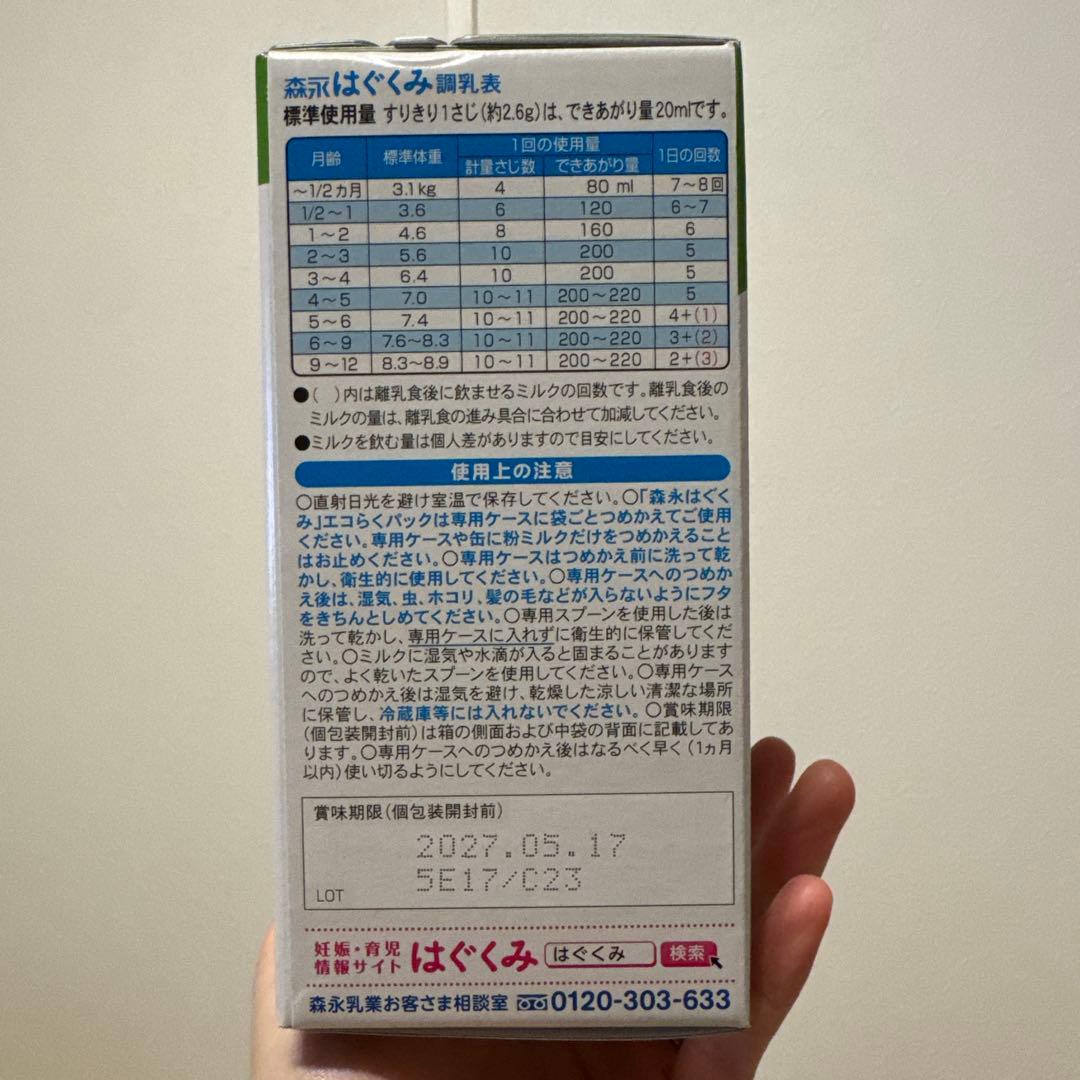 森永はぐくみ 調乳表
標準使用量 すりきり1さじ(約2.6g)は、できあがり量20mlです。
月齢 標準体重 1回の使用量 1日の回数
計量さじ数 できあがり量
～1/2ヵ月 3.1kg 4 80 ml 7～8回
1/2～1 3.6 6 120 6～7
1～2 4.6 8 160 6
2～3 5.6 10 200 5
3～4 6.4 10 200 5
4～5 7.0 10～11 200～220 5
5～6 7.4 10～11 200～220 4+(1)
6～9 7.6～8.3 10～11 200～220 3+(2)
9～12 8.3～8.9 10～11 200～220 2+(3)
●( )内は離乳食後に飲ませるミルクの回数です。離乳食後の
ミルクの量は、離乳食の進み具合に合わせて加減してください。
●ミルクを飲む量は個人差がありますので目安にしてください。
使用上の注意
○直射日光を避け室温で保存してください。○「森永はぐく
み」エコらくパックは専用ケースに袋ごとつめかえてご使用
ください。専用ケースや缶に粉ミルクだけをつめかえること
はお止めください。○専用ケースはつめかえ前に洗って乾
かし、衛生的に使用してください。○専用ケースへのつめか
え後は、湿気、虫、ホコリ、髪の毛などが入らないようにフタ
をきちんとしめてください。○専用スプーンを使用した後は
洗って乾かし、専用ケースに入れずに衛生的に保管してくだ
さい。○ミルクに湿気や水滴が入ると固まることがあります
ので、よく乾いたスプーンを使用してください。○専用ケース
へのつめかえ後は湿気を避け、乾燥した涼しい清潔な場所
に保管し、冷蔵庫等には入れないでください。○賞味期限
(個包装開封前)は箱の側面および中袋の背面に記載してあ
ります。○専用ケースへのつめかえ後はなるべく早く(1ヵ月
以内)使い切るようにしてください。
賞味期限(個包装開封前)
2027.05.17
LOT 5E17/C23
妊娠・育児
情報サイト はぐくみ はぐくみ 検索
森永乳業お客さま相談室 0120-303-633